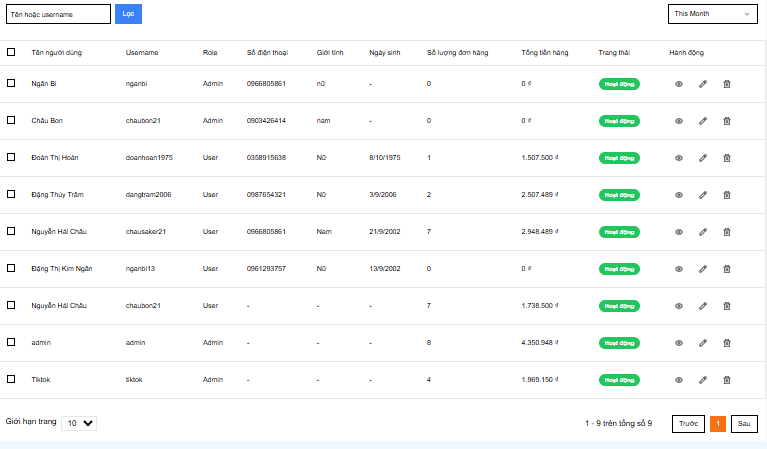 Tên hoặc username Lọc This Month
Tên người dùng Username Role Số điện thoại Giới tính Ngày sinh Số lượng đơn hàng Tổng tiền hàng Trạng thái Hành động
Ngân Bi nganbi Admin 0966805861 nữ - 0 0 ₫ Hoạt động
Châu Bon chaubon21 Admin 0903426414 nam - 0 0 ₫ Hoạt động
Đoàn Thị Hoàn doanhoan1975 User 0358915638 Nữ 8/10/1975 1 1.507.500 ₫ Hoạt động
Đặng Thùy Trâm dangtram2006 User 0987654321 Nữ 3/9/2006 2 2.507.489 ₫ Hoạt động
Nguyễn Hải Châu chausaker21 User 0966805861 Nam 21/9/2002 7 2.948.489 ₫ Hoạt động
Đặng Thị Kim Ngân nganbi13 User 0961293757 Nữ 13/9/2002 0 0 ₫ Hoạt động
Nguyễn Hải Châu chaubon21 User - - - 7 1.738.500 ₫ Hoạt động
admin admin Admin - - - 8 4.350.948 ₫ Hoạt động
Tiktok tiktok Admin - - - 4 1.969.150 ₫ Hoạt động
Giới hạn trang 10 1 - 9 trên tổng số 9 Trước 1 Sau